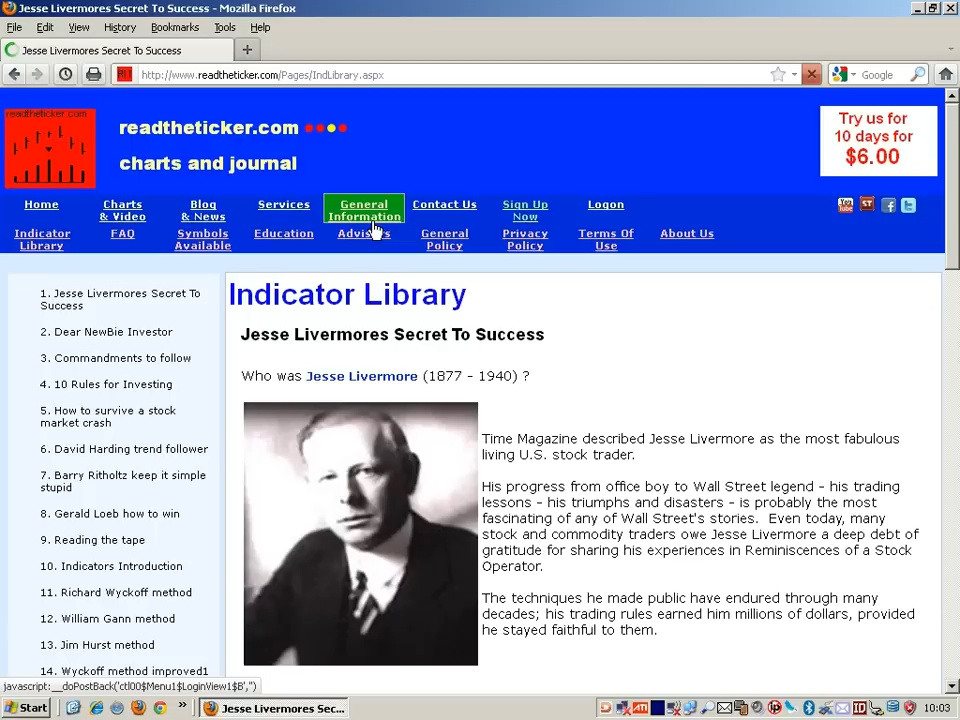 Jesse Livermores Secret To Success - Mozilla Firefox
File Edit View History Bookmarks Tools Help
Jesse Livermores Secret To Success
http://www.readtheticker.com/Pages/IndLibrary.aspx
Google
readtheticker.com
readtheticker.com
charts and journal
Try us for
10 days for
$6.00
Home Charts & Video Blog & News Services General Information Contact Us Sign Up Now Logon
Indicator Library FAQ Symbols Available Education General Policy Privacy Policy Terms Of Use About Us
1. Jesse Livermores Secret To
Success
2. Dear NewBie Investor
3. Commandments to follow
4. 10 Rules for Investing
5. How to survive a stock
market crash
6. David Harding trend follower
7. Barry Ritholtz keep it simple
stupid
8. Gerald Loeb how to win
9. Reading the tape
10. Indicators Introduction
11. Richard Wyckoff method
12. William Gann method
13. Jim Hurst method
14. Wyckoff method improved1
Indicator Library
Jesse Livermores Secret To Success
Who was Jesse Livermore (1877 - 1940) ?
Time Magazine described Jesse Livermore as the most fabulous
living U.S. stock trader.
His progress from office boy to Wall Street legend - his trading
lessons - his triumphs and disasters - is probably the most
fascinating of any of Wall Street's stories. Even today, many
stock and commodity traders owe Jesse Livermore a deep debt of
gratitude for sharing his experiences in Reminiscences of a Stock
Operator.
The techniques he made public have endured through many
decades; his trading rules earned him millions of dollars, provided
he stayed faithful to them.
javascript:__doPostBack('ctl00$Menu1$LoginView1$B','')
Start
Jesse Livermores Sec...
10:03